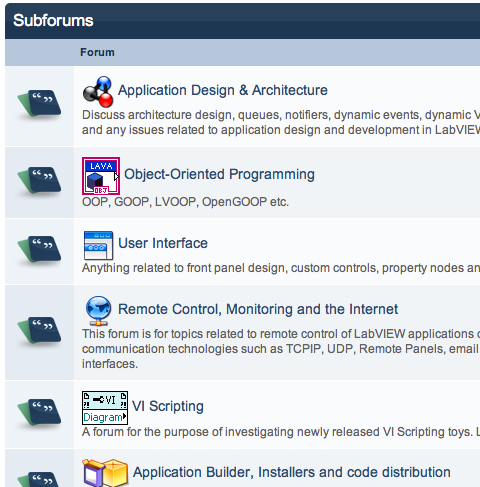 Subforums
Forum
Application Design & Architecture
Discuss architecture design, queues, notifiers, dynamic events, dynamic V
and any issues related to application design and development in LabVIEW
LAVA
OBJ
Object-Oriented Programming
OOP, GOOP, LVOOP, OpenGOOP etc.
User Interface
Anything related to front panel design, custom controls, property nodes an
Remote Control, Monitoring and the Internet
This forum is for topics related to remote control of LabVIEW applications
communication technologies such as TCPIP, UDP, Remote Panels, email
interfaces.
VI
Diagram
VI Scripting
A forum for the purpose of investigating newly released VI Scripting toys. L
Application Builder, Installers and code distribution